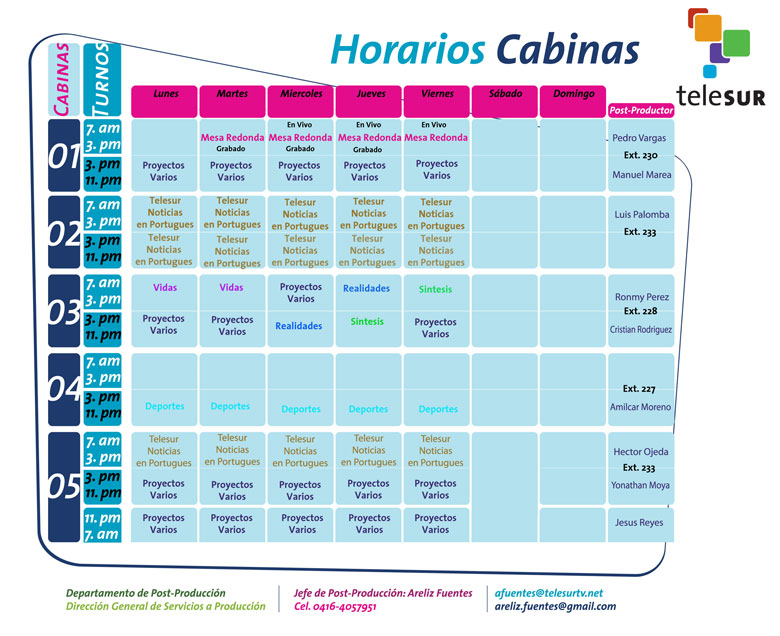 Horarios Cabinas
teleSUR
CABINAS
TURNOS
Lunes
Martes
Miercoles
Jueves
Viernes
Sábado
Domingo
Post-Productor
01
7. am
3. pm
Mesa Redonda
Grabado
En Vivo
Mesa Redonda
Grabado
En Vivo
Mesa Redonda
Grabado
En Vivo
Mesa Redonda
Pedro Vargas
Ext. 230
3. pm
11. pm
Proyectos
Varios
Proyectos
Varios
Proyectos
Varios
Proyectos
Varios
Proyectos
Varios
Manuel Marea
02
7. am
3. pm
Telesur
Noticias
en Portugues
Telesur
Noticias
en Portugues
Telesur
Noticias
en Portugues
Telesur
Noticias
en Portugues
Telesur
Noticias
en Portugues
Luis Palomba
Ext. 233
3. pm
11. pm
Telesur
Noticias
en Portugues
Telesur
Noticias
en Portugues
Telesur
Noticias
en Portugues
Telesur
Noticias
en Portugues
Telesur
Noticias
en Portugues
03
7. am
3. pm
Vidas
Vidas
Proyectos
Varios
Realidades
Sintesis
Ronmy Perez
Ext. 228
3. pm
11. pm
Proyectos
Varios
Proyectos
Varios
Realidades
Sintesis
Proyectos
Varios
Cristian Rodriguez
04
7. am
3. pm
Ext. 227
3. pm
11. pm
Deportes
Deportes
Deportes
Deportes
Deportes
Amilcar Moreno
05
7. am
3. pm
Telesur
Noticias
en Portugues
Telesur
Noticias
en Portugues
Telesur
Noticias
en Portugues
Telesur
Noticias
en Portugues
Telesur
Noticias
en Portugues
Hector Ojeda
Ext. 233
3. pm
11. pm
Proyectos
Varios
Proyectos
Varios
Proyectos
Varios
Proyectos
Varios
Proyectos
Varios
Yonathan Moya
11. pm
7. am
Proyectos
Varios
Proyectos
Varios
Proyectos
Varios
Proyectos
Varios
Proyectos
Varios
Jesus Reyes
Departamento de Post-Producción
Dirección General de Servicios a Producción
Jefe de Post-Producción: Areliz Fuentes
Cel. 0416-4057951
afuentes@telesurtv.net
areliz.fuentes@gmail.com